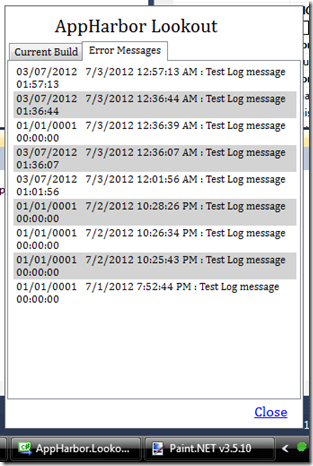 AppHarbor Lookout
Current Build Error Messages
03/07/2012 7/3/2012 12:57:13 AM : Test Log message
01:57:13
03/07/2012 7/3/2012 12:36:44 AM : Test Log message
01:36:44
01/01/0001 7/3/2012 12:36:39 AM : Test Log message
00:00:00
03/07/2012 7/3/2012 12:36:07 AM : Test Log message
01:36:07
03/07/2012 7/3/2012 12:01:56 AM : Test Log message
01:01:56
01/01/0001 7/2/2012 10:28:26 PM : Test Log message
00:00:00
01/01/0001 7/2/2012 10:26:34 PM : Test Log message
00:00:00
01/01/0001 7/2/2012 10:25:43 PM : Test Log message
00:00:00
01/01/0001 7/1/2012 7:52:44 PM : Test Log message
00:00:00
Close
AppHarbor.Looko... Paint.NET v3.5.10 <